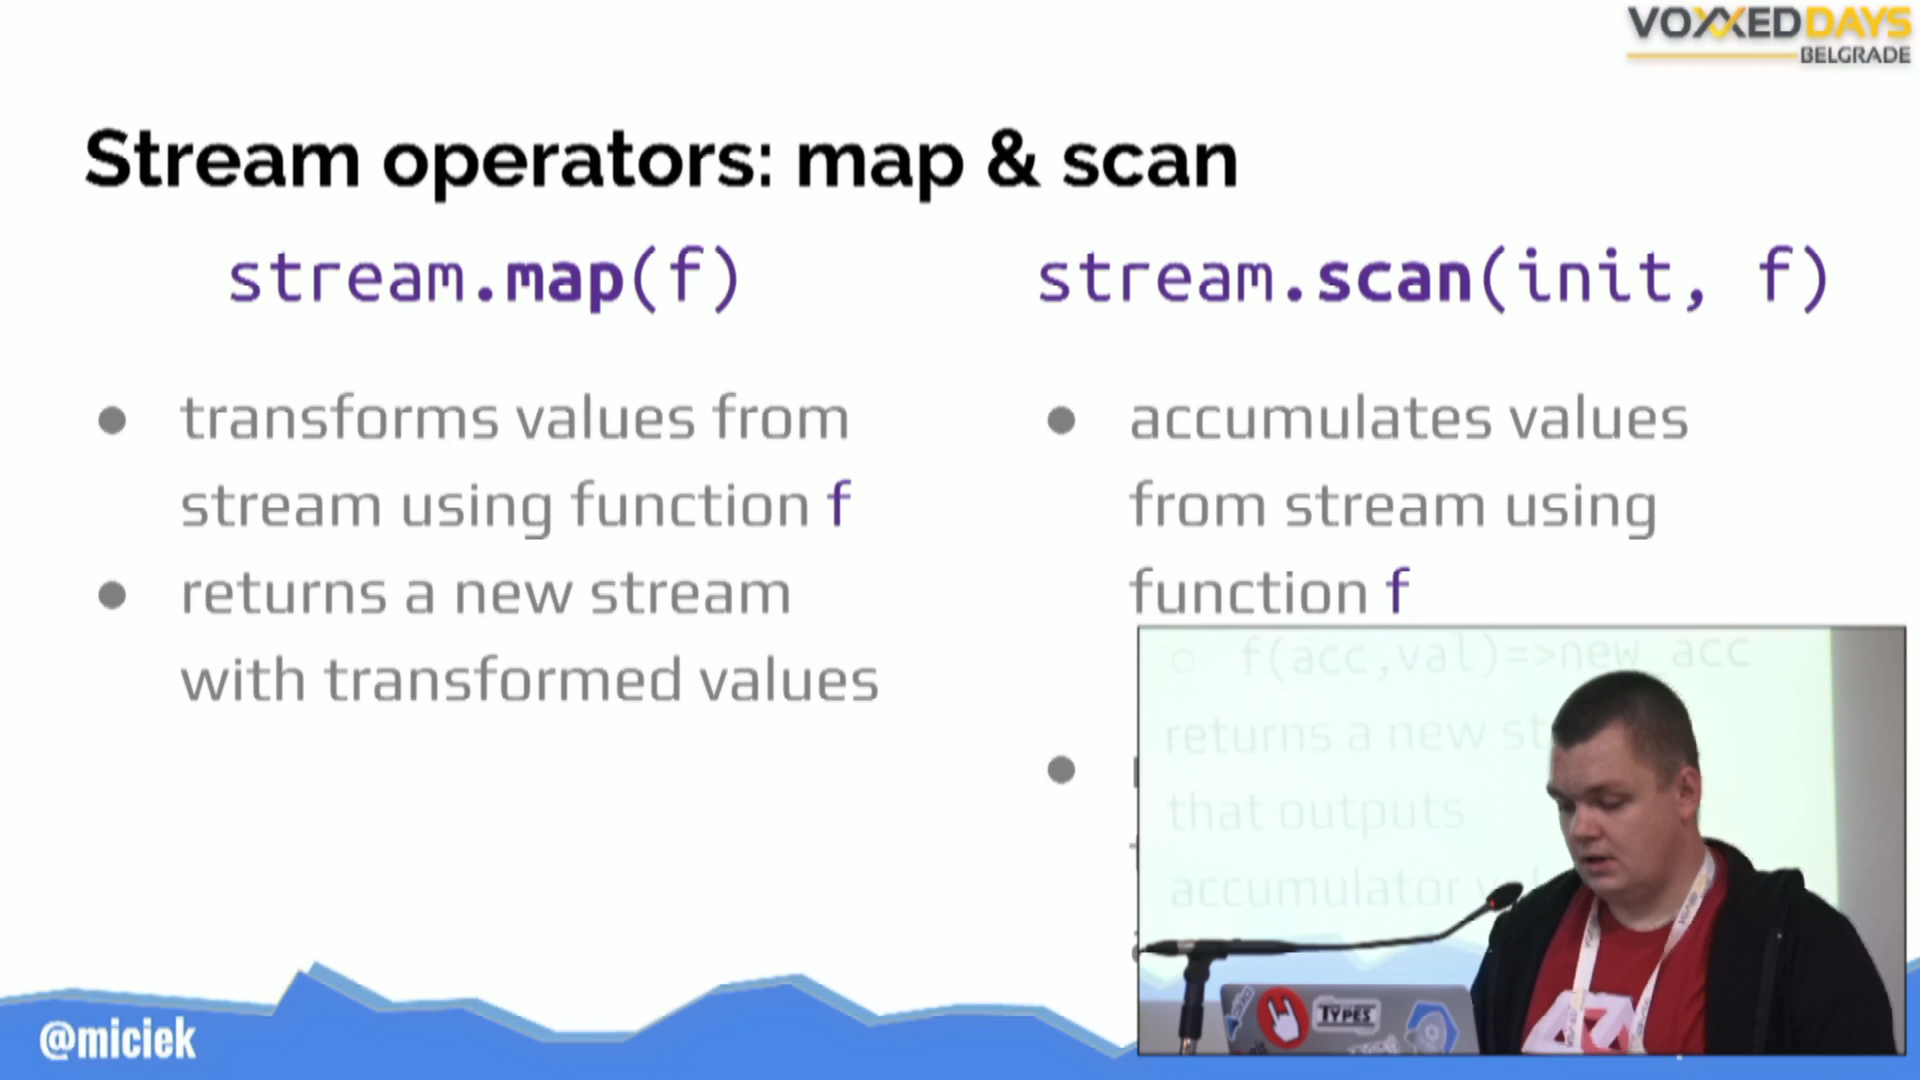 VOXXEDDAYS
BELGRADE
Stream operators: map & scan
stream.map(f)
transforms values from
stream using function f
returns a new stream
with transformed values
stream.scan(init, f)
accumulates values
from stream using
function f
f(acc,val)=>new acc
returns a new st
that outputs
accumulator
TYPES
@miciek